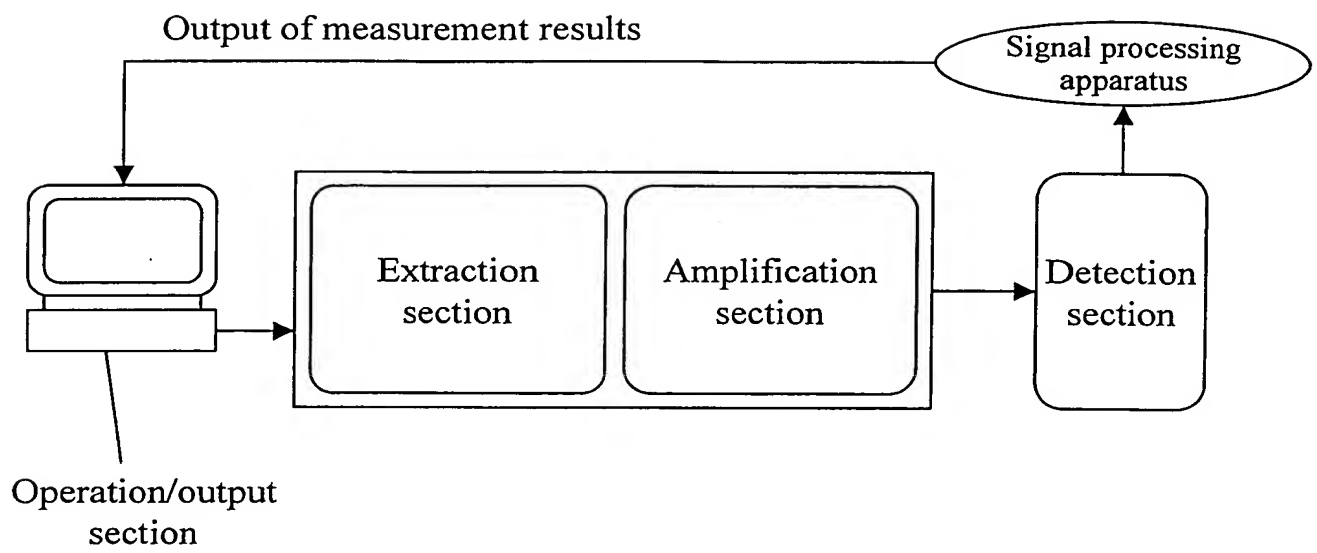 Output of measurement results
Signal processing
apparatus
Extraction
section
Amplification
section
Detection
section
Operation/output
section